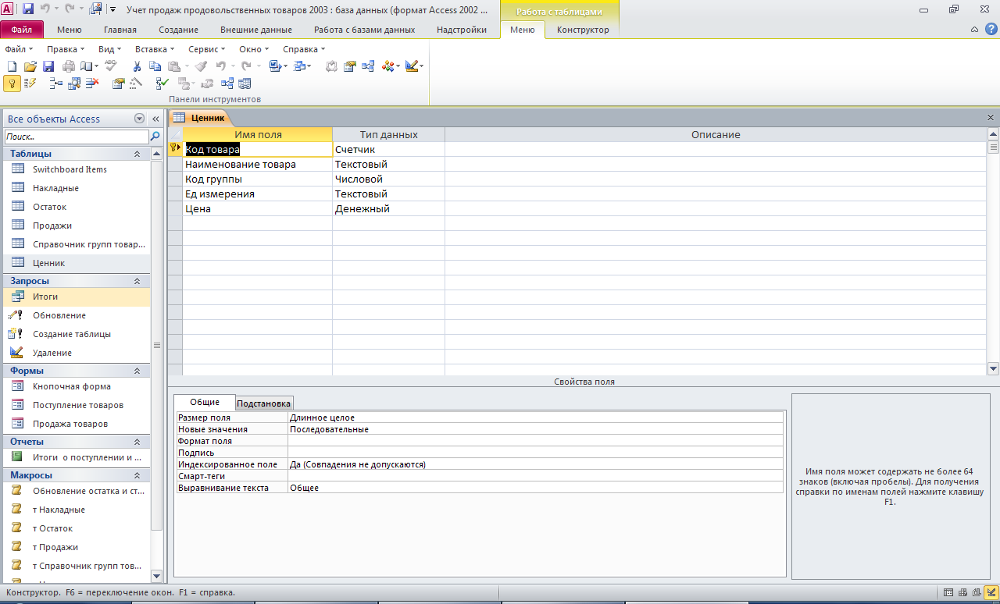 Учет продаж продовольственных товаров 2003 : база данных (формат Access 2002 ...
Работа с таблицами
Файл Меню Главная Создание Внешние данные Работа с базами данных Надстройки Меню Конструктор
Файл Правка Вид Вставка Сервис Окно Справка
Панели инструментов
Все объекты Access
Поиск...
Таблицы
Switchboard Items
Накладные
Остаток
Продажи
Справочник групп товар...
Ценник
Запросы
Итоги
Обновление
Создание таблицы
Удаление
Формы
Кнопочная форма
Поступление товаров
Продажа товаров
Отчеты
Итоги о поступлении и ...
Макросы
Обновление остатка и ст...
т Накладные
т Остаток
т Продажи
т Справочник групп тов...
Ценник
Имя поля Тип данных Описание
Код товара Счетчик
Наименование товара Текстовый
Код группы Числовой
Ед измерения Текстовый
Цена Денежный
Свойства поля
Общие Подстановка
Размер поля Длинное целое
Новые значения Последовательные
Формат поля
Подпись
Индексированное поле Да (Совпадения не допускаются)
Смарт-теги
Выравнивание текста Общее
Имя поля может содержать не более 64
знаков (включая пробелы). Для получения
справки по именам полей нажмите клавишу
F1.
Конструктор. F6 = переключение окон. F1 = справка.